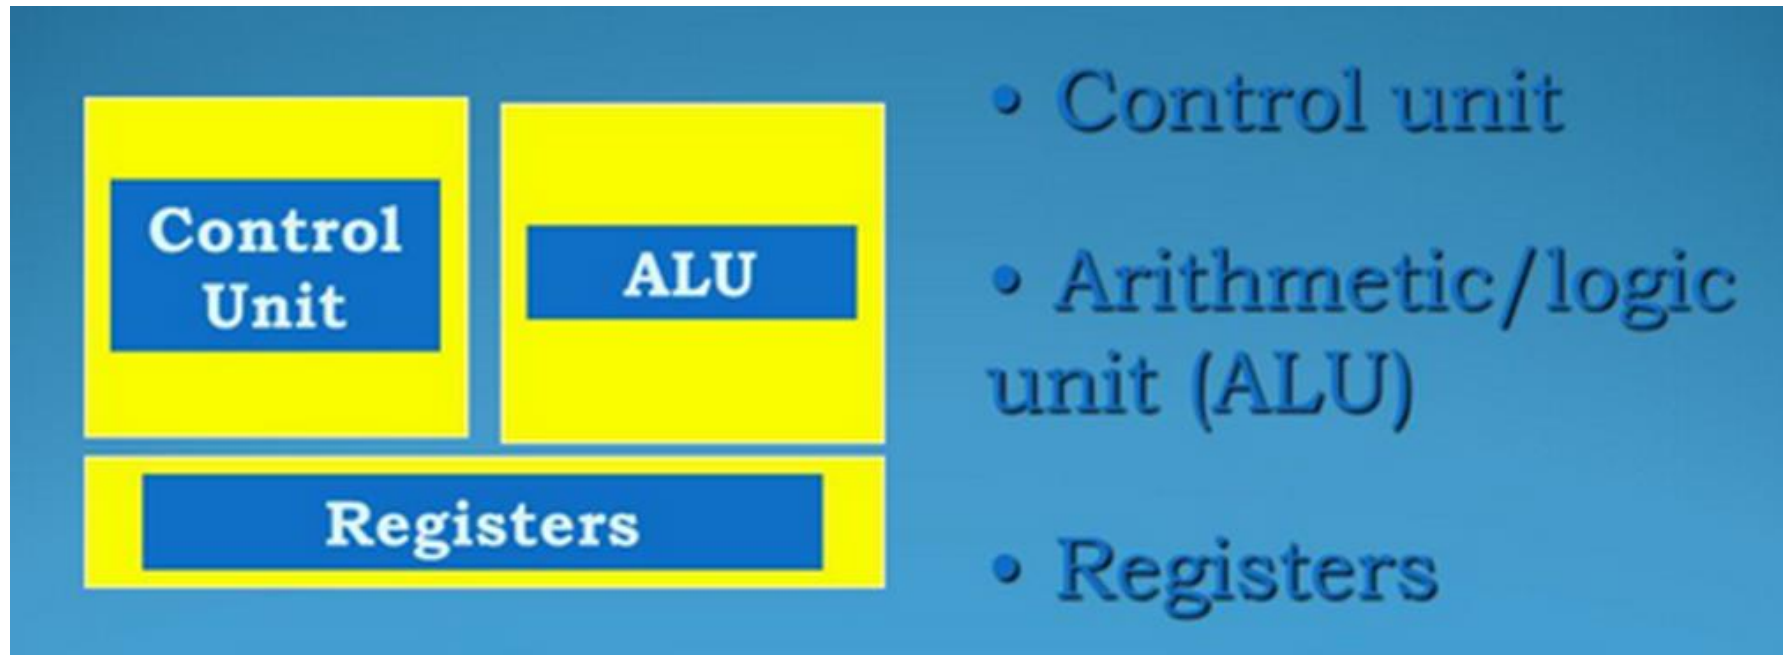 Control
Unit
ALU
Registers
• Control unit
• Arithmetic/logic
unit (ALU)
• Registers